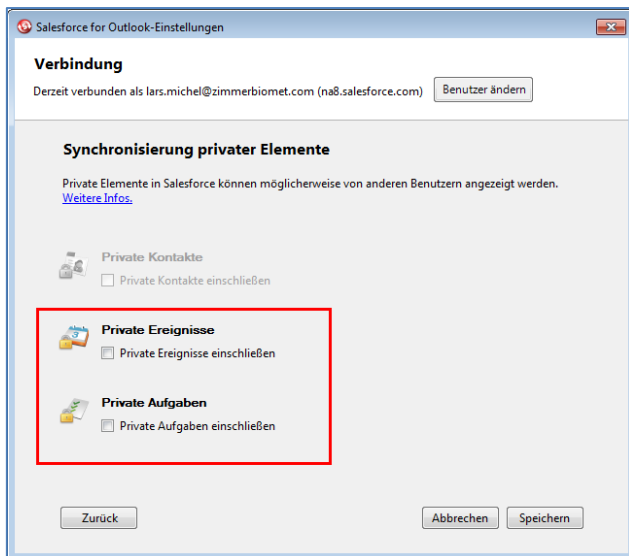 Salesforce for Outlook-Einstellungen
Verbindung
Derzeit verbunden als lars.michel@zimmerbiomet.com (na8.salesforce.com) Benutzer ändern
Synchronisierung privater Elemente
Private Elemente in Salesforce können möglicherweise von anderen Benutzern angezeigt werden.
Weitere Infos.
Private Kontakte
Private Kontakte einschließen
Private Ereignisse
Private Ereignisse einschließen
Private Aufgaben
Private Aufgaben einschließen
Zurück Abbrechen Speichern